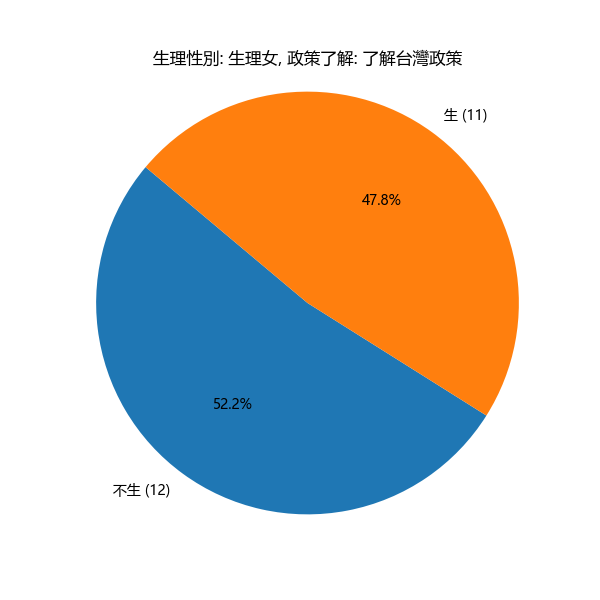 生理性別: 生理女, 政策了解: 了解台灣政策
生 (11)
47.8%
52.2%
不生 (12)